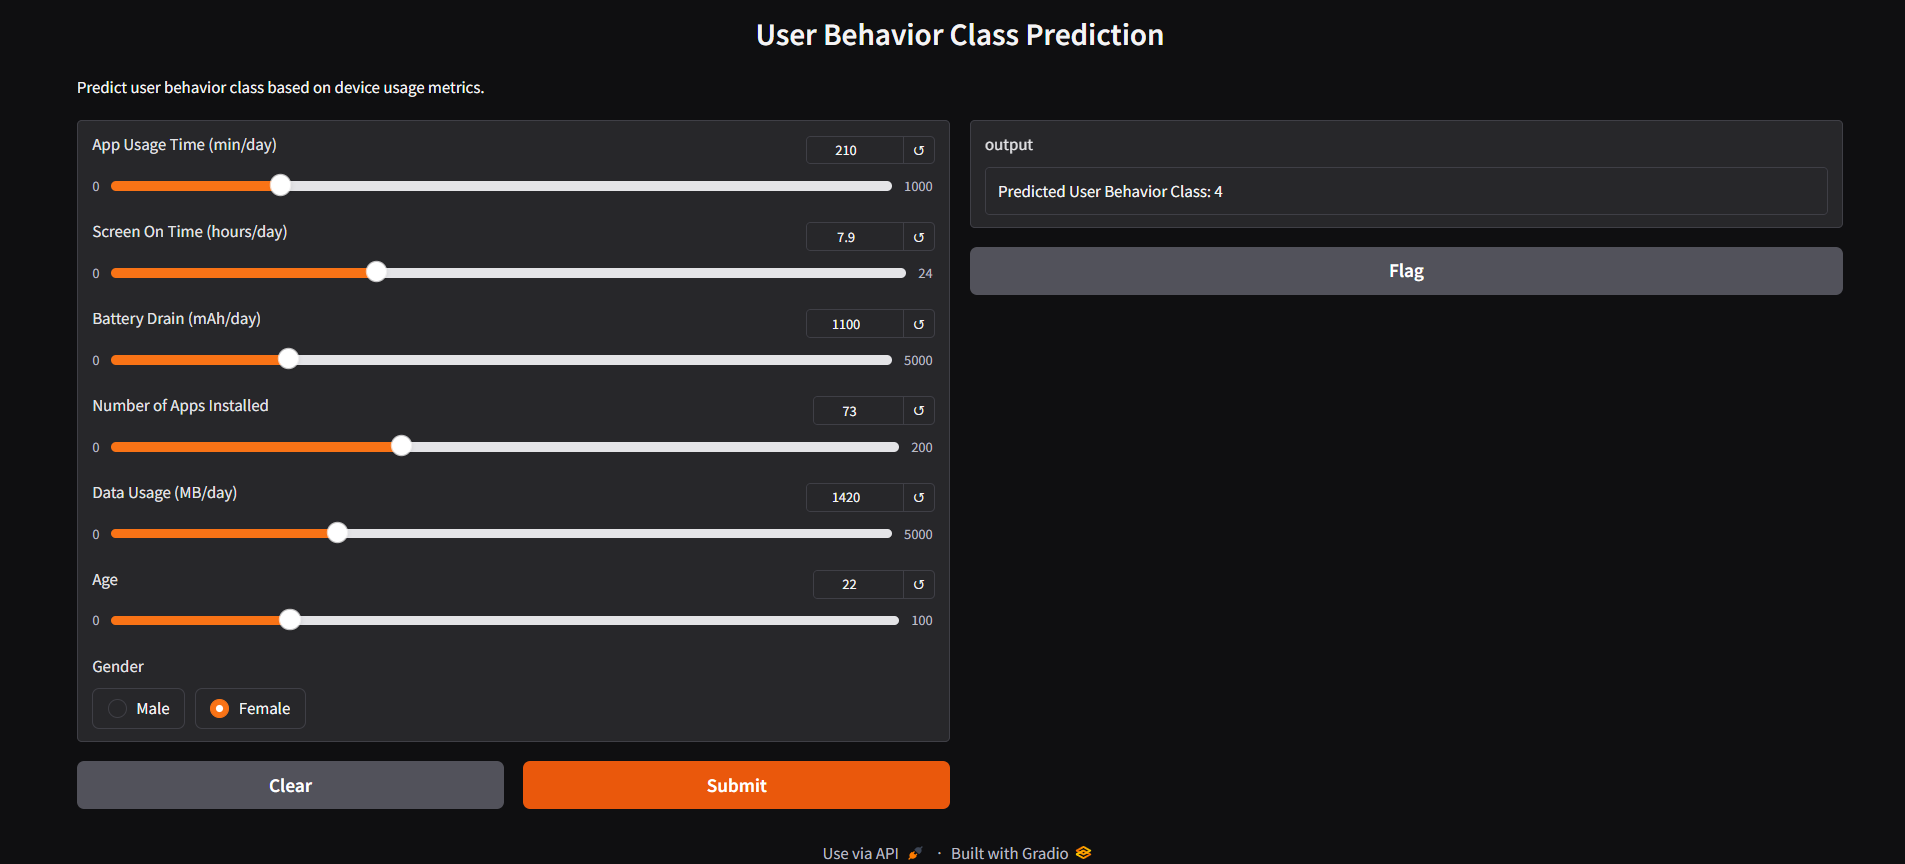 User Behavior Class Prediction
Predict user behavior class based on device usage metrics.
App Usage Time (min/day)
210
0
1000
Screen On Time (hours/day)
7.9
0
24
Battery Drain (mAh/day)
1100
0
5000
Number of Apps Installed
73
0
200
Data Usage (MB/day)
1420
0
5000
Age
22
0
100
Gender
Male
Female
Clear
Submit
output
Predicted User Behavior Class: 4
Flag
Use via API · Built with Gradio